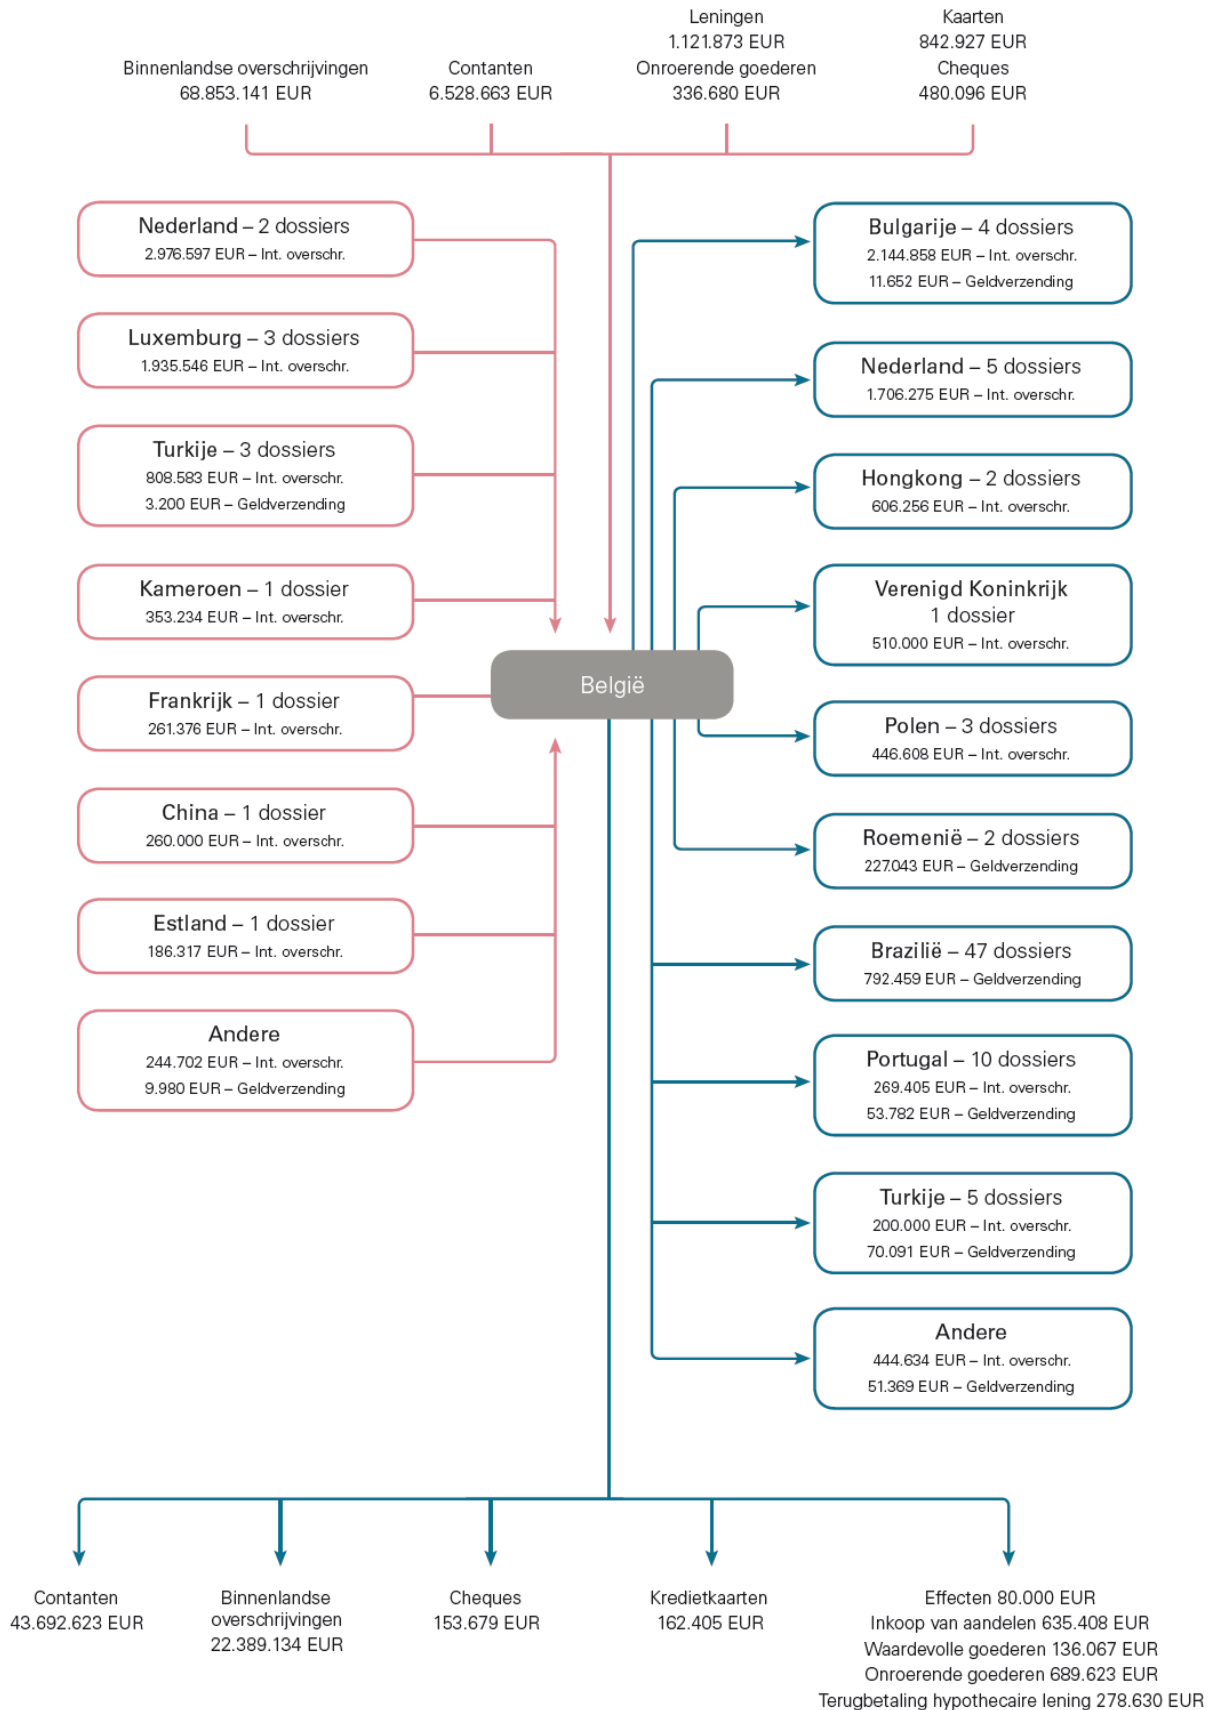 Binnenlandse overschrijvingen
68.853.141 EUR
Contanten
6.528.663 EUR
Leningen
1.121.873 EUR
Onroerende goederen
336.680 EUR
Kaarten
842.927 EUR
Cheques
480.096 EUR
Nederland – 2 dossiers
2.976.597 EUR – Int. overschr.
Luxemburg – 3 dossiers
1.935.546 EUR – Int. overschr.
Turkije – 3 dossiers
808.583 EUR – Int. overschr.
3.200 EUR – Geldverzending
Kameroen – 1 dossier
353.234 EUR – Int. overschr.
Frankrijk – 1 dossier
261.376 EUR – Int. overschr.
China – 1 dossier
260.000 EUR – Int. overschr.
Estland – 1 dossier
186.317 EUR – Int. overschr.
Andere
244.702 EUR – Int. overschr.
9.980 EUR – Geldverzending
België
Bulgarije – 4 dossiers
2.144.858 EUR – Int. overschr.
11.652 EUR – Geldverzending
Nederland – 5 dossiers
1.706.275 EUR – Int. overschr.
Hongkong – 2 dossiers
606.256 EUR – Int. overschr.
Verenigd Koninkrijk
1 dossier
510.000 EUR – Int. overschr.
Polen – 3 dossiers
446.608 EUR – Int. overschr.
Roemenië – 2 dossiers
227.043 EUR – Geldverzending
Brazilië – 47 dossiers
792.459 EUR – Geldverzending
Portugal – 10 dossiers
269.405 EUR – Int. overschr.
53.782 EUR – Geldverzending
Turkije – 5 dossiers
200.000 EUR – Int. overschr.
70.091 EUR – Geldverzending
Andere
444.634 EUR – Int. overschr.
51.369 EUR – Geldverzending
Contanten
43.692.623 EUR
Binnenlandse
overschrijvingen
22.389.134 EUR
Cheques
153.679 EUR
Kredietkaarten
162.405 EUR
Effecten 80.000 EUR
Inkoop van aandelen 635.408 EUR
Waardevolle goederen 136.067 EUR
Onroerende goederen 689.623 EUR
Terugbetaling hypothecaire lening 278.630 EUR